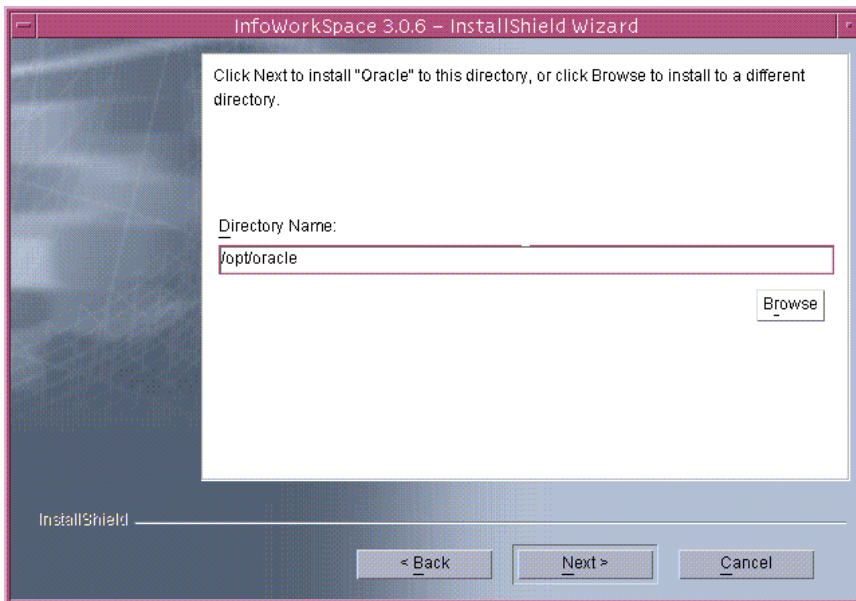 InfoWorkSpace 3.0.6 – InstallShield Wizard
Click Next to install "Oracle" to this directory, or click Browse to install to a different
directory.
Directory Name:
/opt/oracle
Browse
InstallShield
< Back
Next >
Cancel